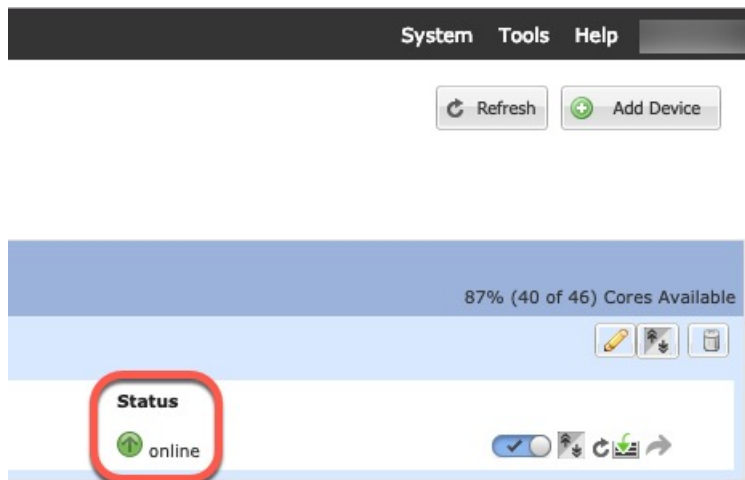 System Tools Help
Refresh Add Device
87% (40 of 46) Cores Available
Status
online